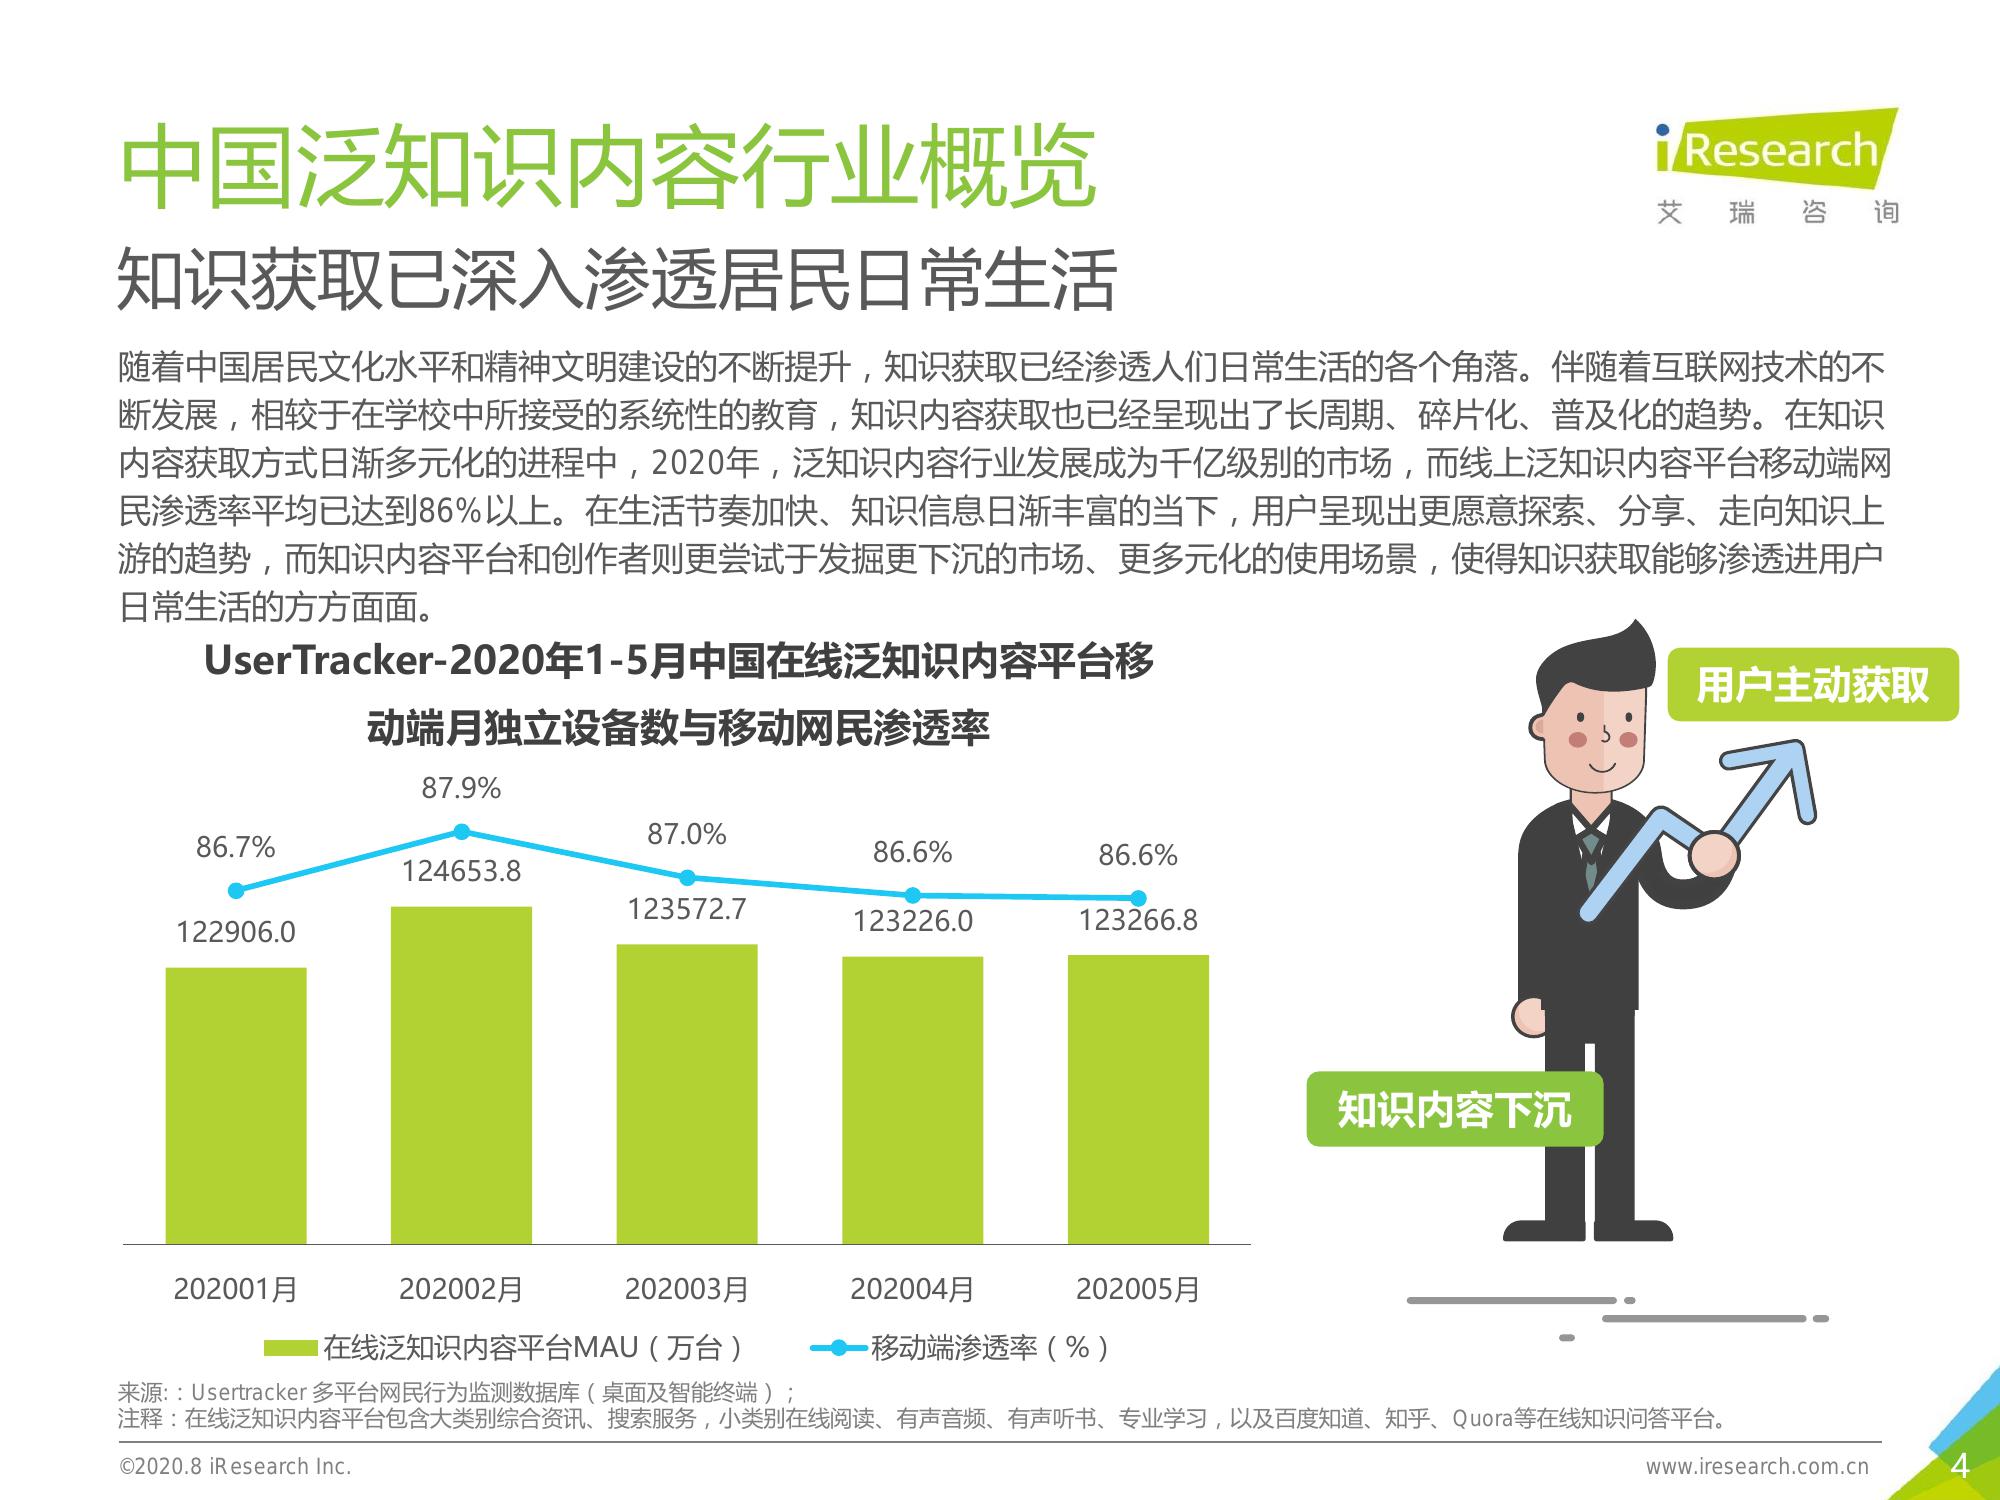 中国泛知识内容行业概览
iResearch
艾瑞咨询
知识获取已深入渗透居民日常生活
随着中国居民文化水平和精神文明建设的不断提升，知识获取已经渗透人们日常生活的各个角落。伴随着互联网技术的不
断发展，相较于在学校中所接受的系统性的教育，知识内容获取也已经呈现出了长周期、碎片化、普及化的趋势。在知识
内容获取方式日渐多元化的进程中，2020年，泛知识内容行业发展成为千亿级别的市场，而线上泛知识内容平台移动端网
民渗透率平均已达到86%以上。在生活节奏加快、知识信息日渐丰富的当下，用户呈现出更愿意探索、分享、走向知识上
游的趋势，而知识内容平台和创作者则更尝试于发掘更下沉的市场、更多元化的使用场景，使得知识获取能够渗透进用户
日常生活的方方面面。
UserTracker-2020年1-5月中国在线泛知识内容平台移
动端月独立设备数与移动网民渗透率
86.7% 87.9% 87.0% 86.6% 86.6%
122906.0 124653.8 123572.7 123226.0 123266.8
202001月 202002月 202003月 202004月 202005月
在线泛知识内容平台MAU（万台） 移动端渗透率（%）
用户主动获取
知识内容下沉
来源:：Usertracker 多平台网民行为监测数据库（桌面及智能终端）；
注释：在线泛知识内容平台包含大类别综合资讯、搜索服务，小类别在线阅读、有声音频、有声听书、专业学习，以及百度知道、知乎、Quora等在线知识问答平台。
©2020.8 iResearch Inc.
www.iresearch.com.cn
4